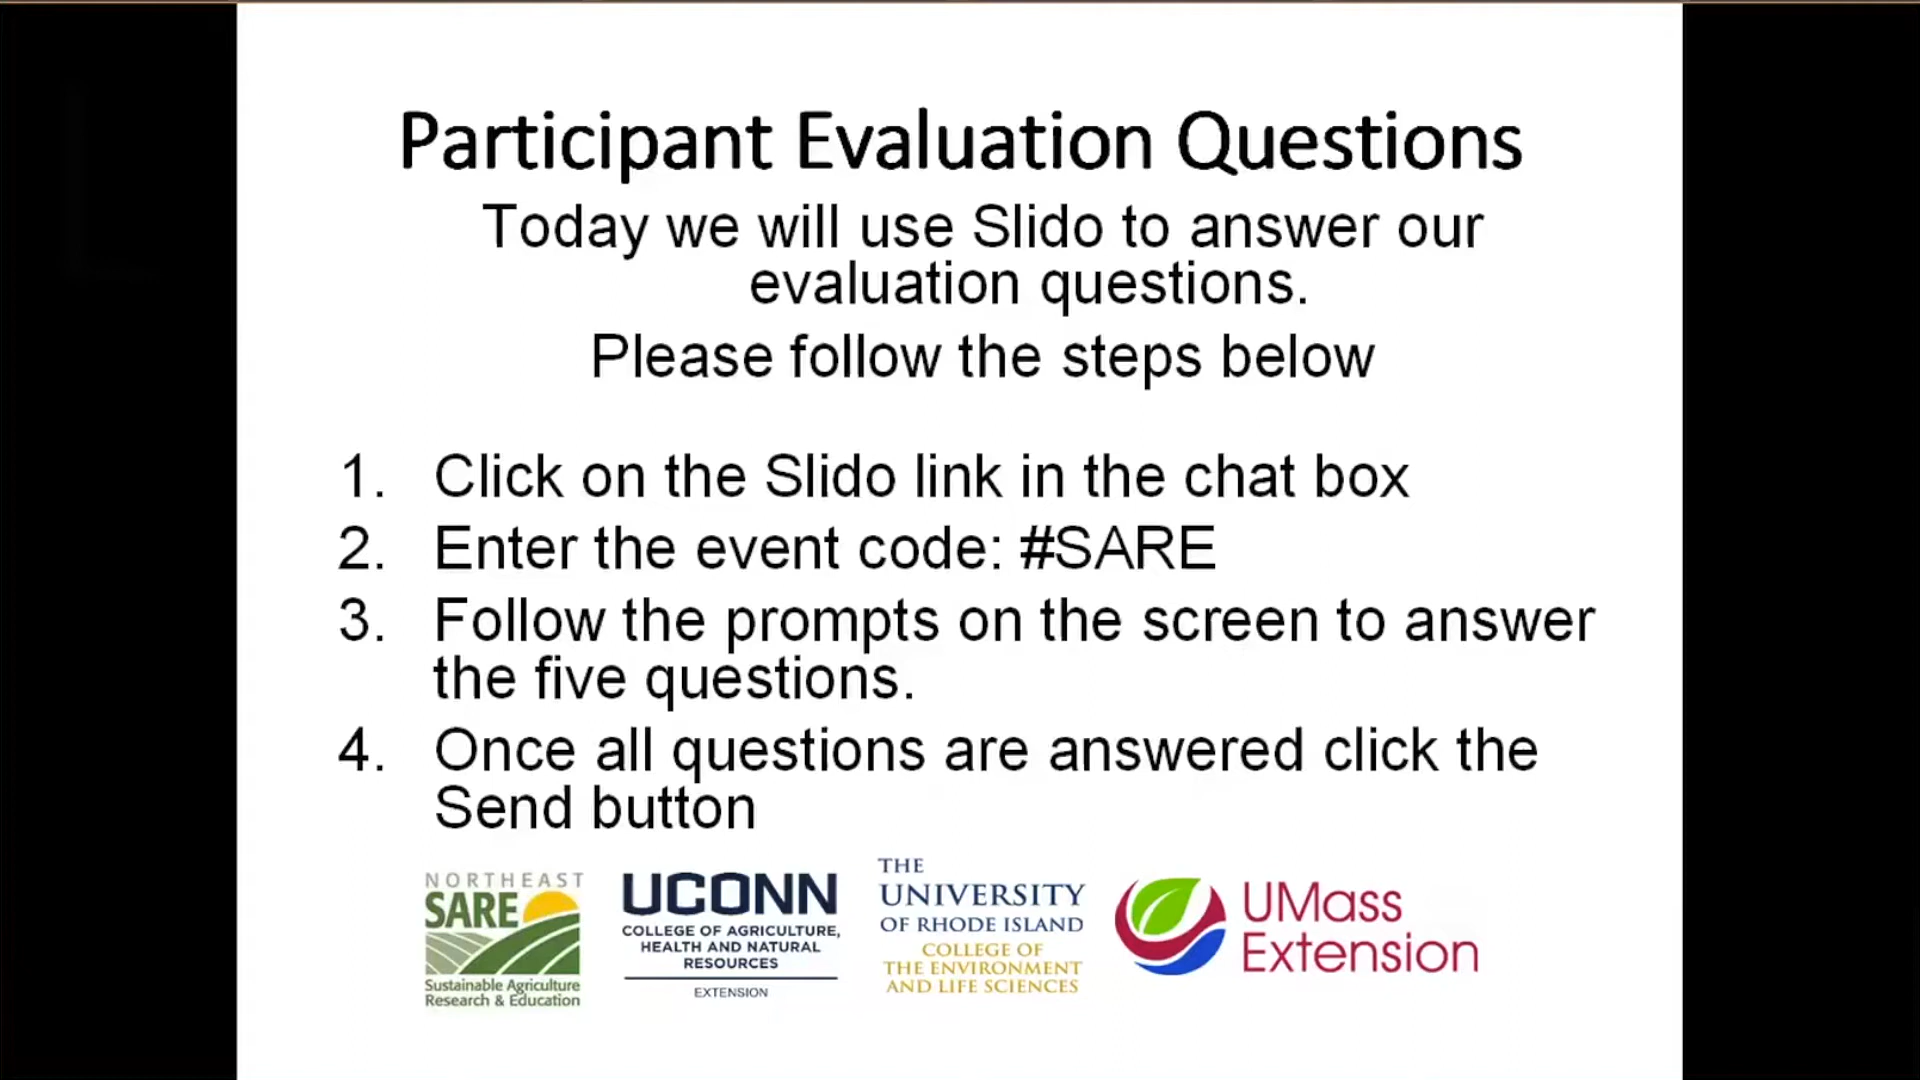 Participant Evaluation Questions
Today we will use Slido to answer our
evaluation questions.
Please follow the steps below
1. Click on the Slido link in the chat box
2. Enter the event code: #SARE
3. Follow the prompts on the screen to answer
the five questions.
4. Once all questions are answered click the
Send button
NORTHEAST
SARE
Sustainable Agriculture
Research & Education
UCONN
COLLEGE OF AGRICULTURE,
HEALTH AND NATURAL
RESOURCES
EXTENSION
THE
UNIVERSITY
OF RHODE ISLAND
COLLEGE OF
THE ENVIRONMENT
AND LIFE SCIENCES
UMass
Extension